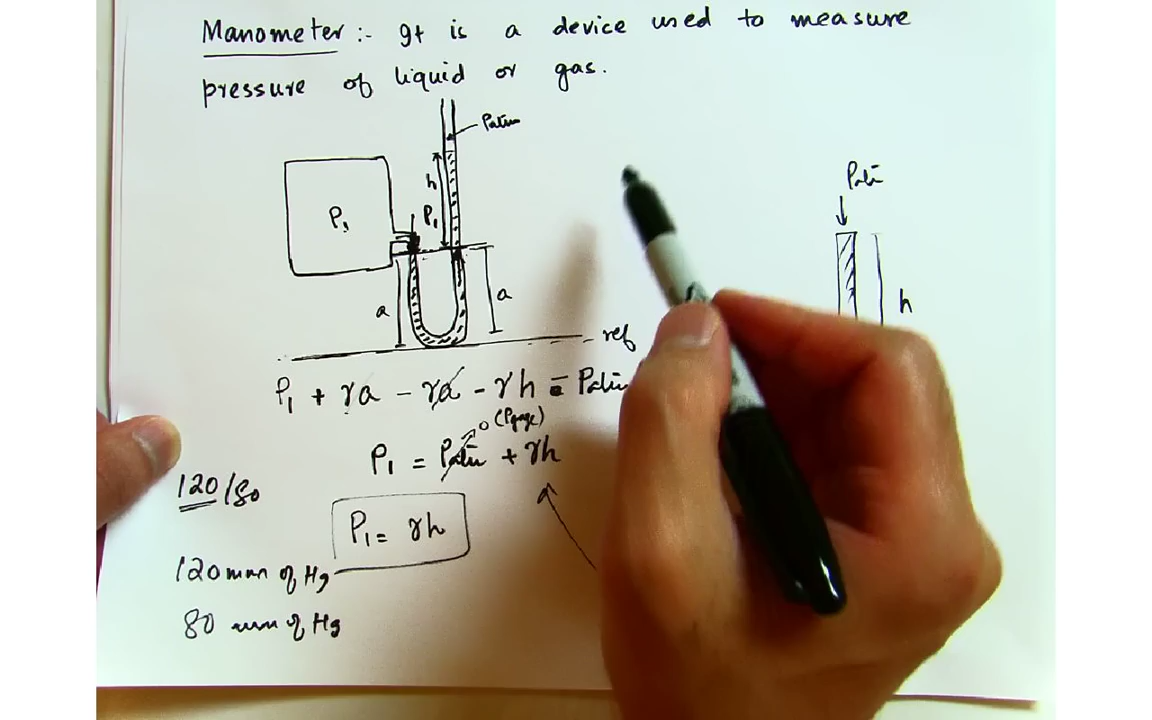 Manometer :- It is a device used to measure
pressure of liquid or gas.
Patm
h
P1
P1
a
a
ref
P1 + γa - γa - γh = Patm
0 (Pgage)
P1 = Patm + γh
P1 = γh
120/80
120 mm of Hg
80 mm of Hg
Patm
h